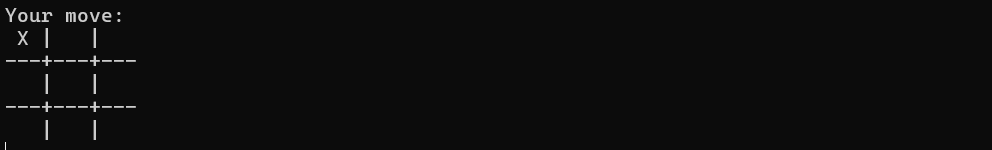 Your move:
 X |   |
---+---+---
   |   |
---+---+---
   |   |